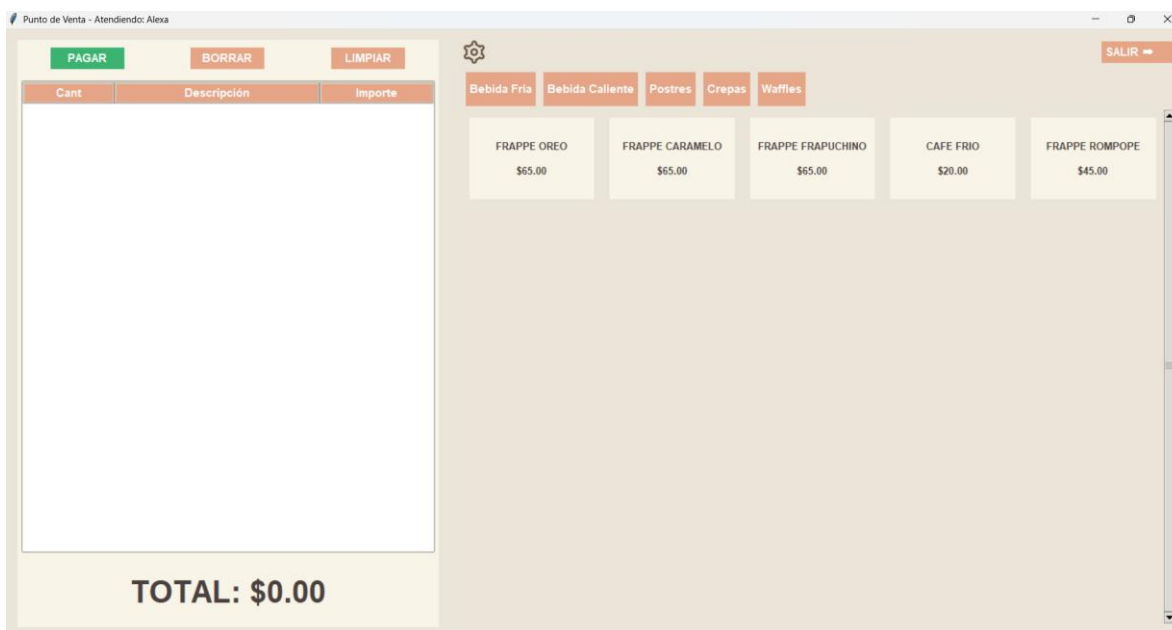 Punto de Venta - Atendiendo: Alexa
PAGAR BORRAR LIMPIAR
Cant Descripción Importe
TOTAL: $0.00
SALIR ➡
Bebida Fria Bebida Caliente Postres Crepas Waffles
FRAPPE OREO
$65.00
FRAPPE CARAMELO
$65.00
FRAPPE FRAPUCHINO
$65.00
CAFE FRIO
$20.00
FRAPPE ROMPOPE
$45.00